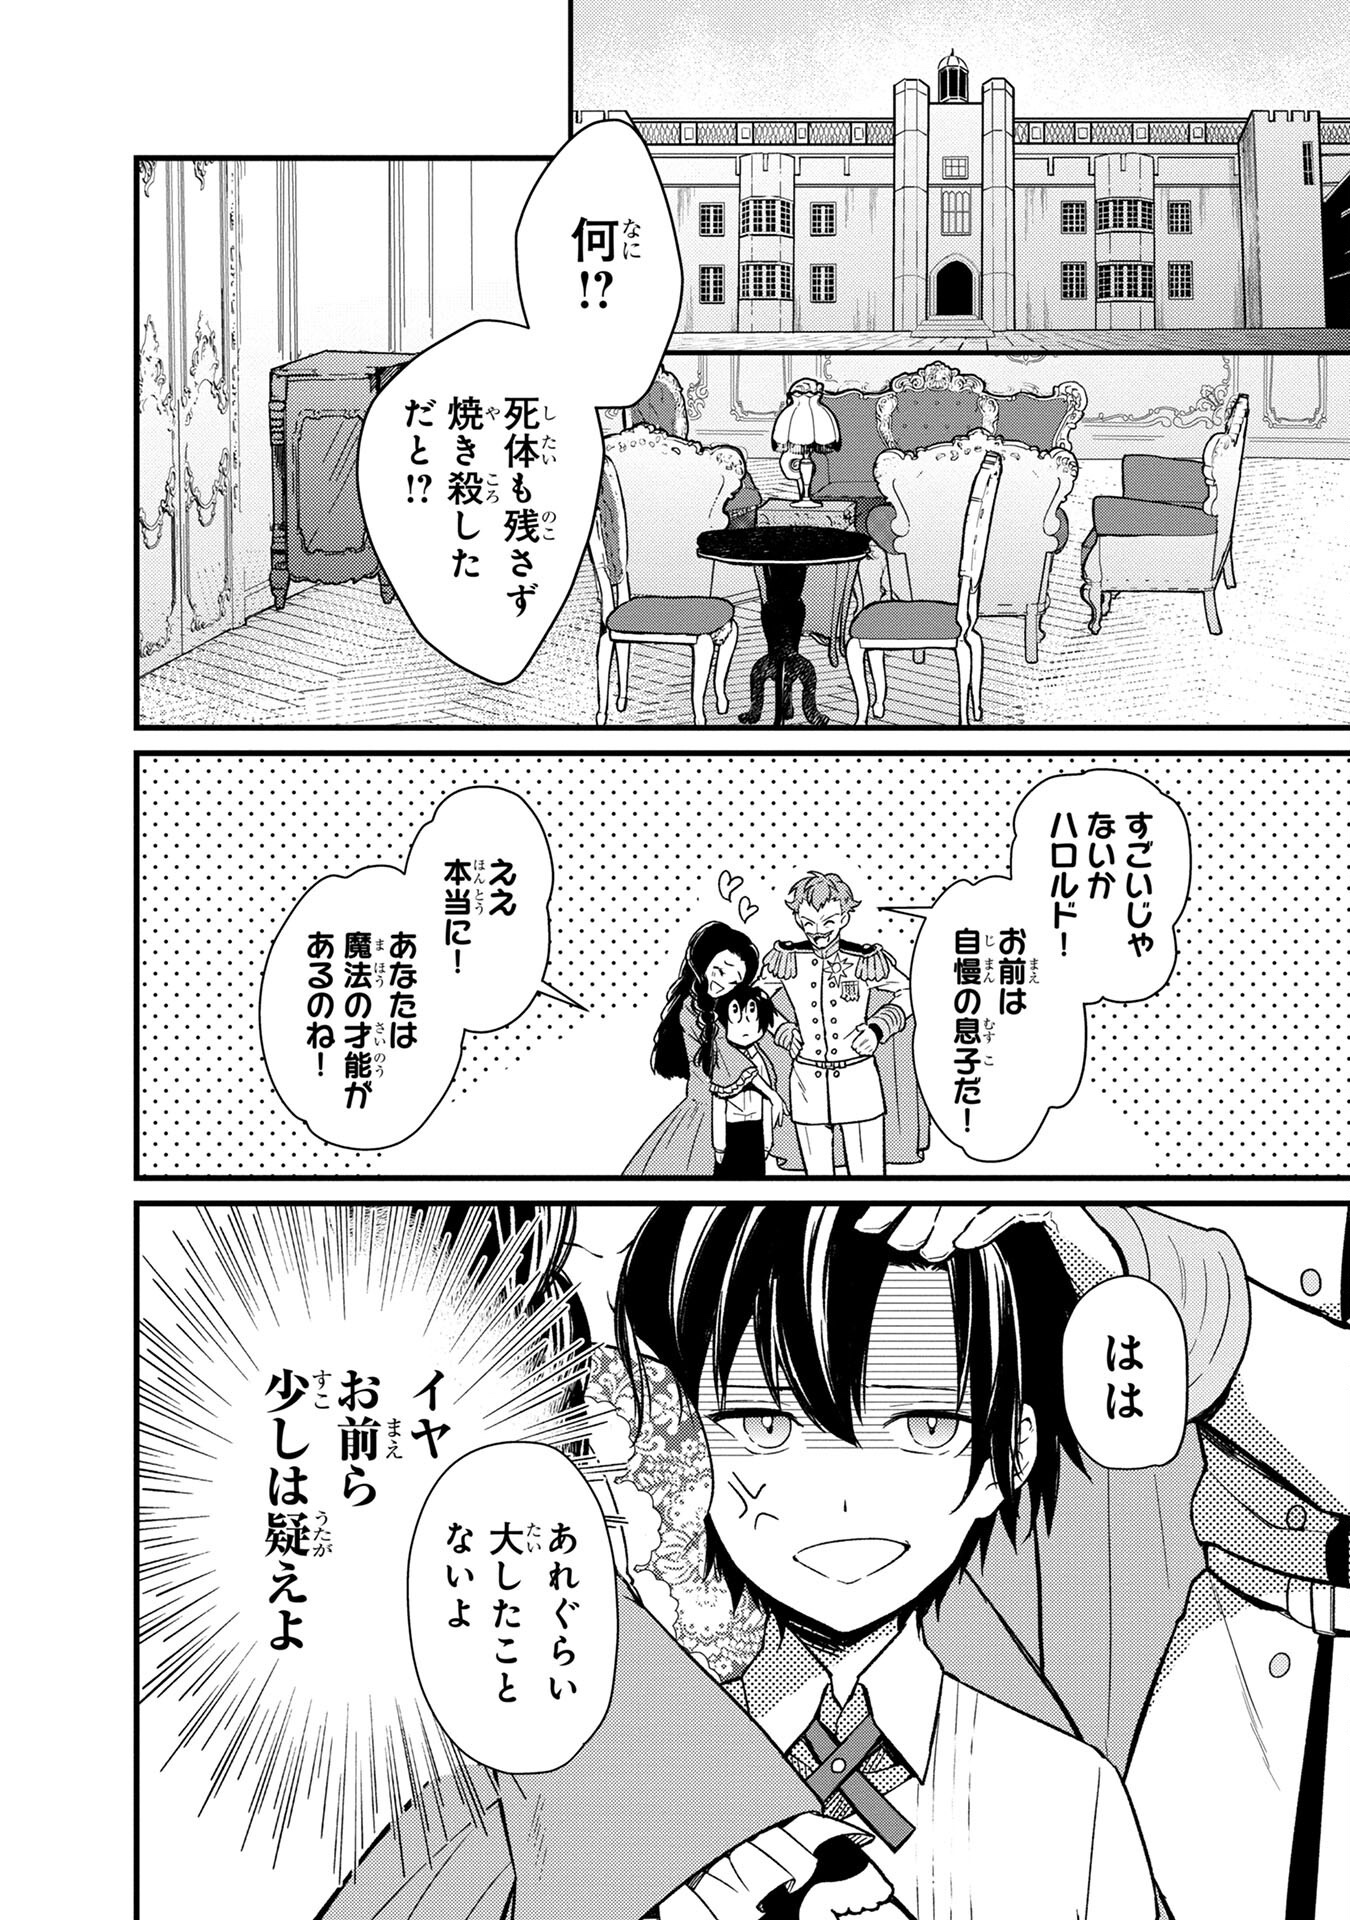 何!?
死体も残さず
焼き殺した
だと!?
すごいじゃ
ないか
ハロルド！
お前は
自慢の息子だ！
ええ
本当に！
あなたは
魔法の才能が
あるのね！
はは
あれぐらい
大したこと
ないよ
イヤ
お前ら
少しは疑えよ